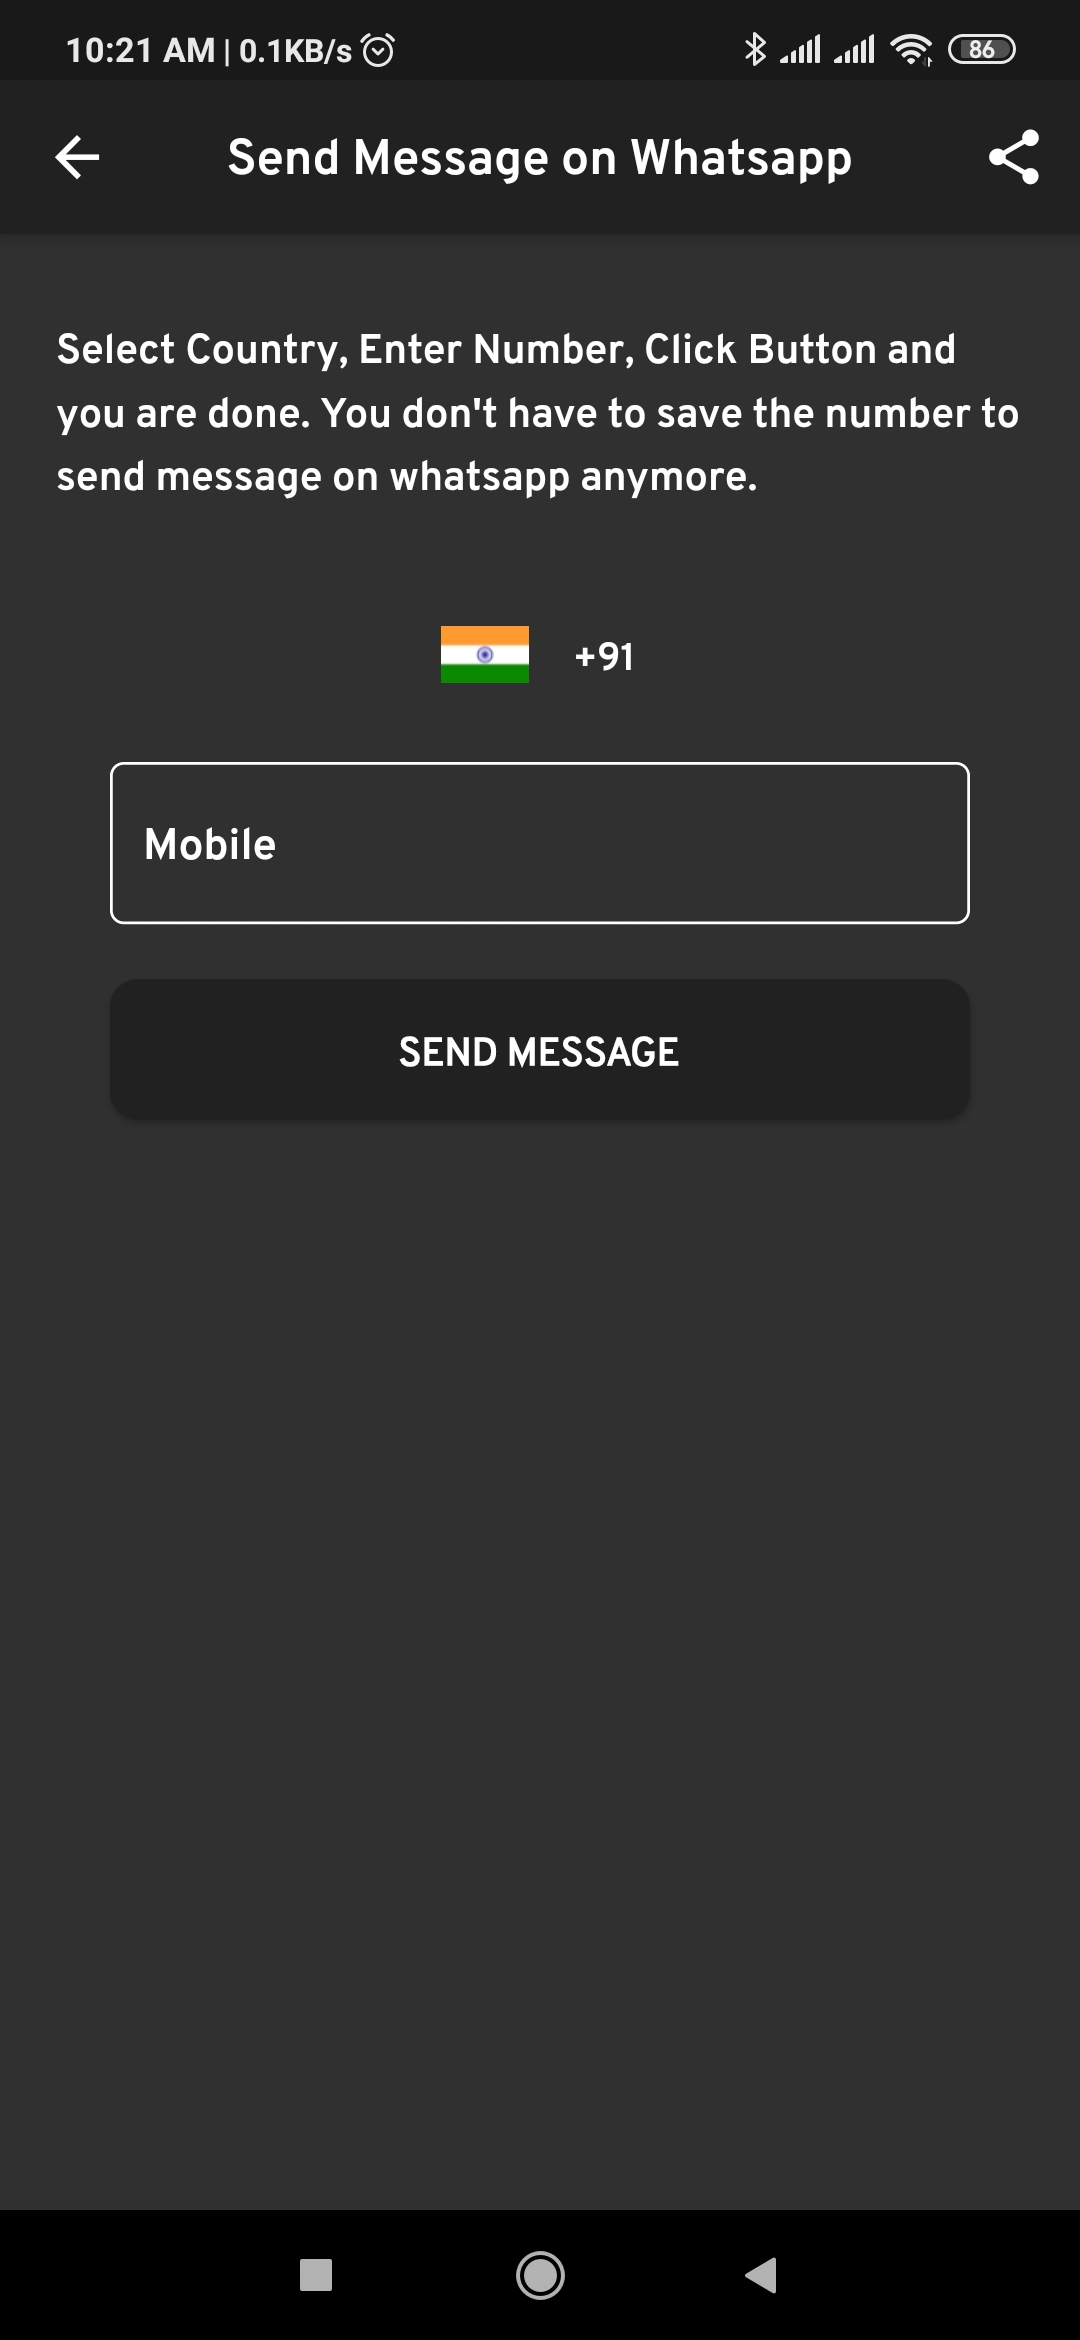 10:21 AM | 0.1KB/s
86
Send Message on Whatsapp
Select Country, Enter Number, Click Button and
you are done. You don't have to save the number to
send message on whatsapp anymore.
+91
Mobile
SEND MESSAGE